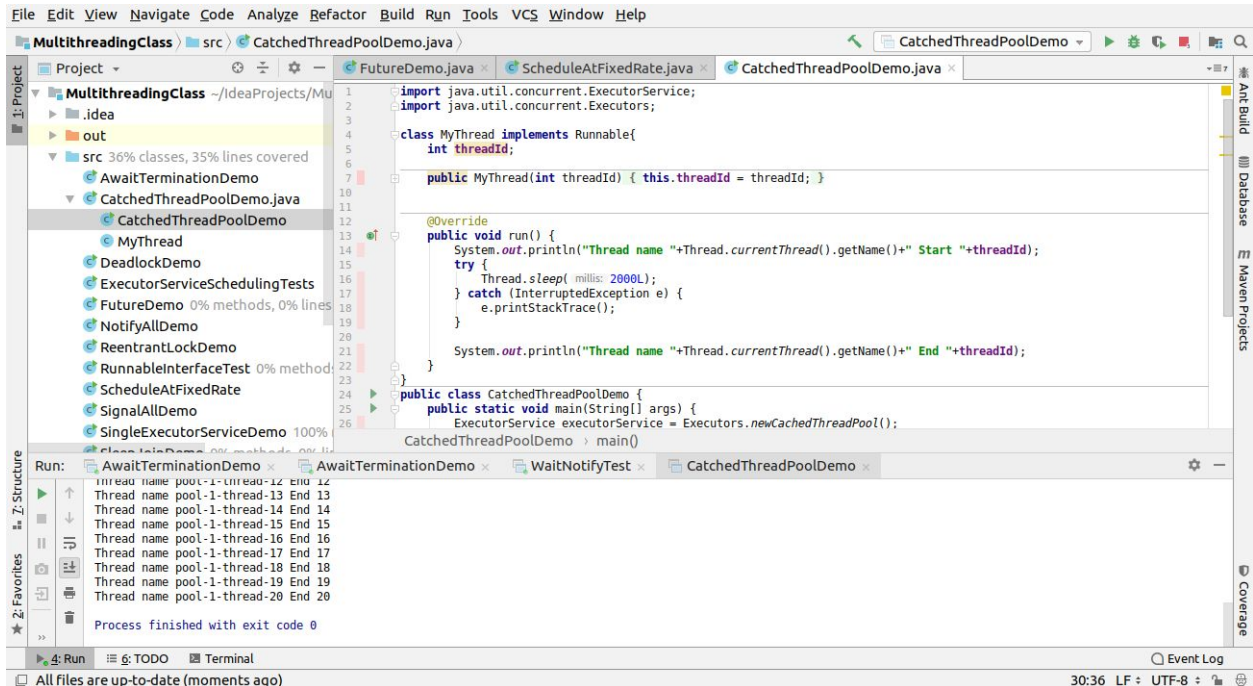 File Edit View Navigate Code Analyze Refactor Build Run Tools VCS Window Help
MultithreadingClass src CatchedThreadPoolDemo.java CatchedThreadPoolDemo
1: Project
Project FutureDemo.java ScheduleAtFixedRate.java CatchedThreadPoolDemo.java 7
MultithreadingClass ~/IdeaProjects/Mu
.idea
out
src 36% classes, 35% lines covered
AwaitTerminationDemo
CatchedThreadPoolDemo.java
CatchedThreadPoolDemo
MyThread
DeadlockDemo
ExecutorServiceSchedulingTests
FutureDemo 0% methods, 0% lines
NotifyAllDemo
ReentrantLockDemo
RunnableInterfaceTest 0% method
ScheduleAtFixedRate
SignalAllDemo
SingleExecutorServiceDemo 100%
1 import java.util.concurrent.ExecutorService;
2 import java.util.concurrent.Executors;
3
4 class MyThread implements Runnable{
5 int threadId;
6
7 public MyThread(int threadId) { this.threadId = threadId; }
10
11
12 @Override
13 public void run() {
14 System.out.println("Thread name "+Thread.currentThread().getName()+" Start "+threadId);
15 try {
16 Thread.sleep( millis: 2000L);
17 } catch (InterruptedException e) {
18 e.printStackTrace();
19 }
20
21 System.out.println("Thread name "+Thread.currentThread().getName()+" End "+threadId);
22 }
23 }
24 public class CatchedThreadPoolDemo {
25 public static void main(String[] args) {
26 ExecutorService executorService = Executors.newCachedThreadPool();
CatchedThreadPoolDemo › main()
Ant Build
Database
m Maven Projects
Z: Structure
2: Favorites
Run: AwaitTerminationDemo AwaitTerminationDemo WaitNotifyTest CatchedThreadPoolDemo
Thread name pool-1-thread-12 End 12
Thread name pool-1-thread-13 End 13
Thread name pool-1-thread-14 End 14
Thread name pool-1-thread-15 End 15
Thread name pool-1-thread-16 End 16
Thread name pool-1-thread-17 End 17
Thread name pool-1-thread-18 End 18
Thread name pool-1-thread-19 End 19
Thread name pool-1-thread-20 End 20
Process finished with exit code 0
Coverage
4: Run 6: TODO Terminal Event Log
All files are up-to-date (moments ago) 30:36 LF UTF-8